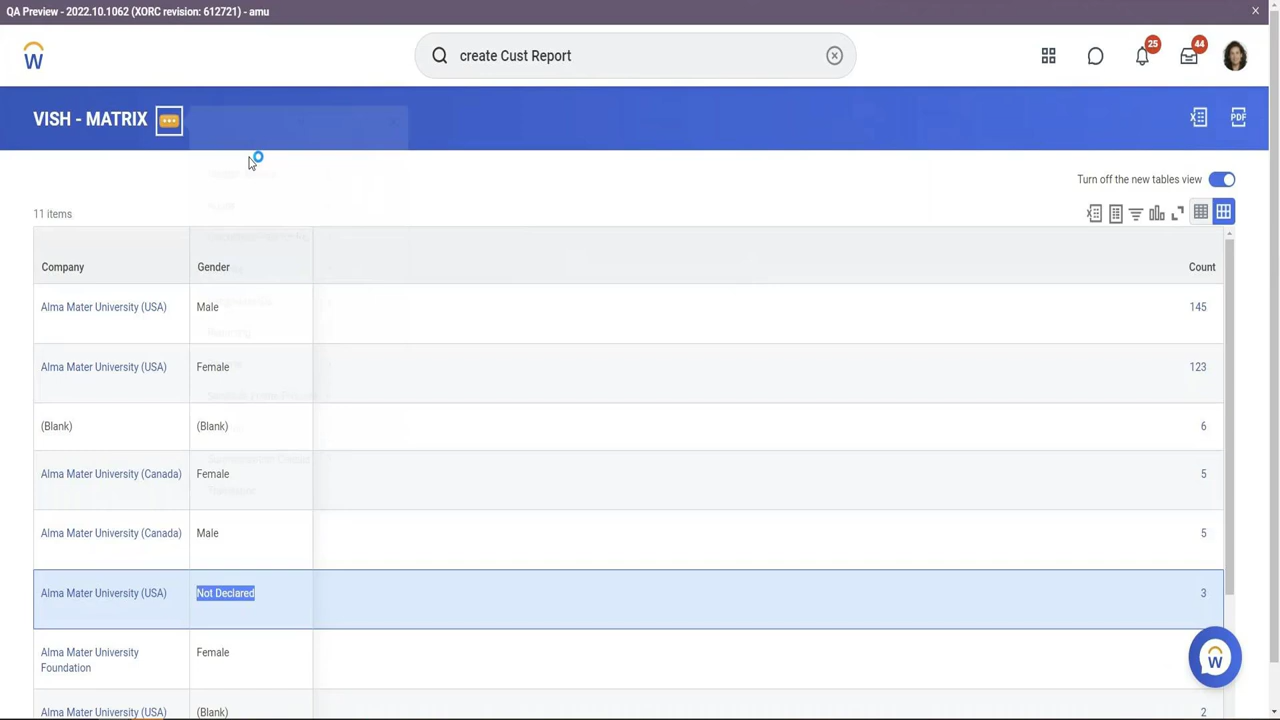 QA Preview - 2022.10.1062 (XORC revision: 612721) - amu
create Cust Report
25
44
VISH - MATRIX
PDF
Turn off the new tables view
11 items
Company Gender Count
Alma Mater University (USA) Male 145
Alma Mater University (USA) Female 123
(Blank) (Blank) 6
Alma Mater University (Canada) Female 5
Alma Mater University (Canada) Male 5
Alma Mater University (USA) Not Declared 3
Alma Mater University Female
Foundation
Alma Mater University (USA) (Blank) 2